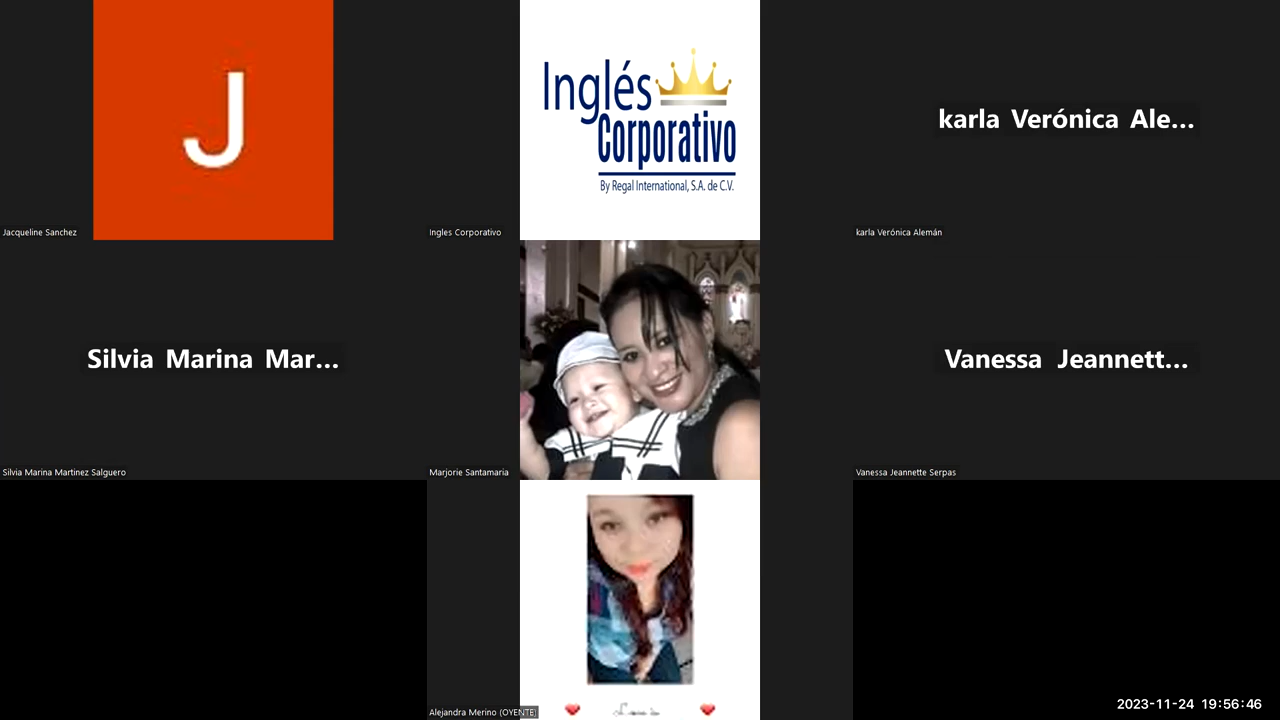 J
Jacqueline Sanchez
Inglés
Corporativo
By Regal International, S.A. de C.V.
Ingles Corporativo
karla Verónica Ale...
karla Verónica Alemán
Silvia Marina Mar...
Silvia Marina Martinez Salguero
Marjorie Santamaria
Vanessa Jeannett...
Vanessa Jeannette Serpas
Alejandra Merino (OYENTE)
2023-11-24 19:56:46